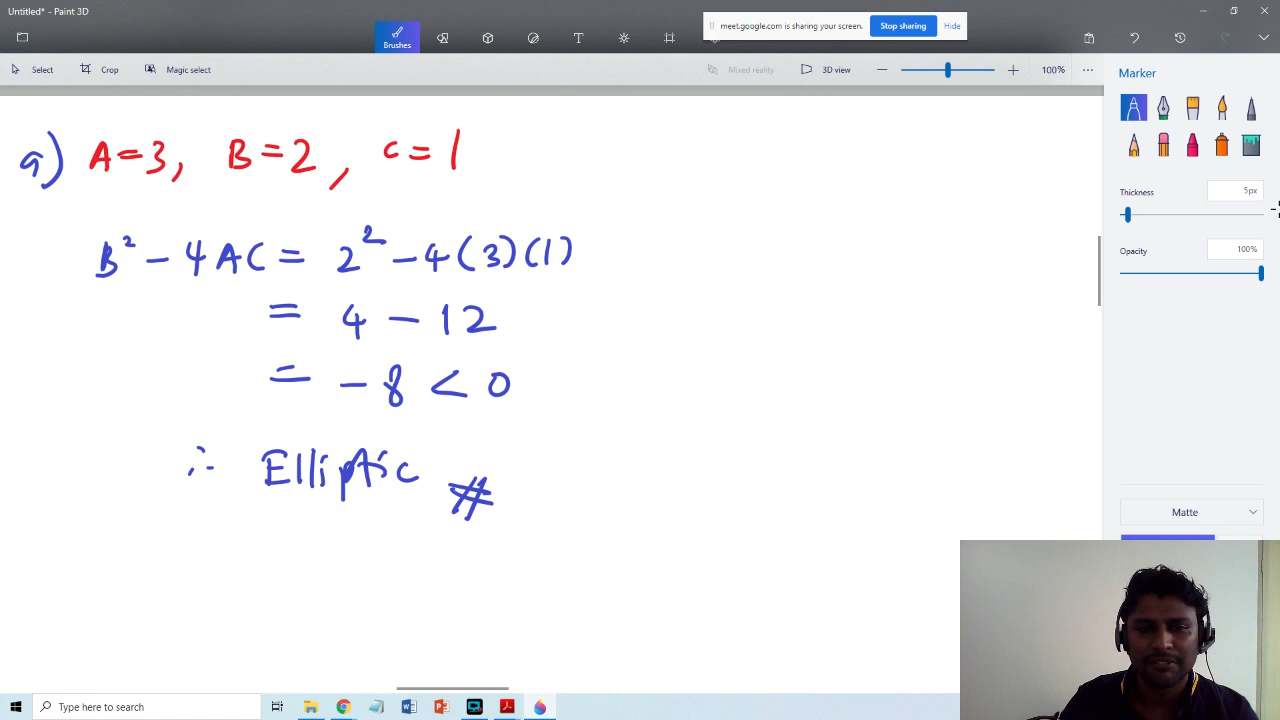 Untitled* - Paint 3D
meet.google.com is sharing your screen.
Stop sharing
Hide
Brushes
Select
Crop
Magic select
Mixed reality
3D view
100%
Marker
Thickness
5px
Opacity
100%
Matte
a) A=3, B=2, C=1
B² - 4AC = 2² - 4(3)(1)
= 4 - 12
= -8 < 0
∴ Elliptic #
Type here to search